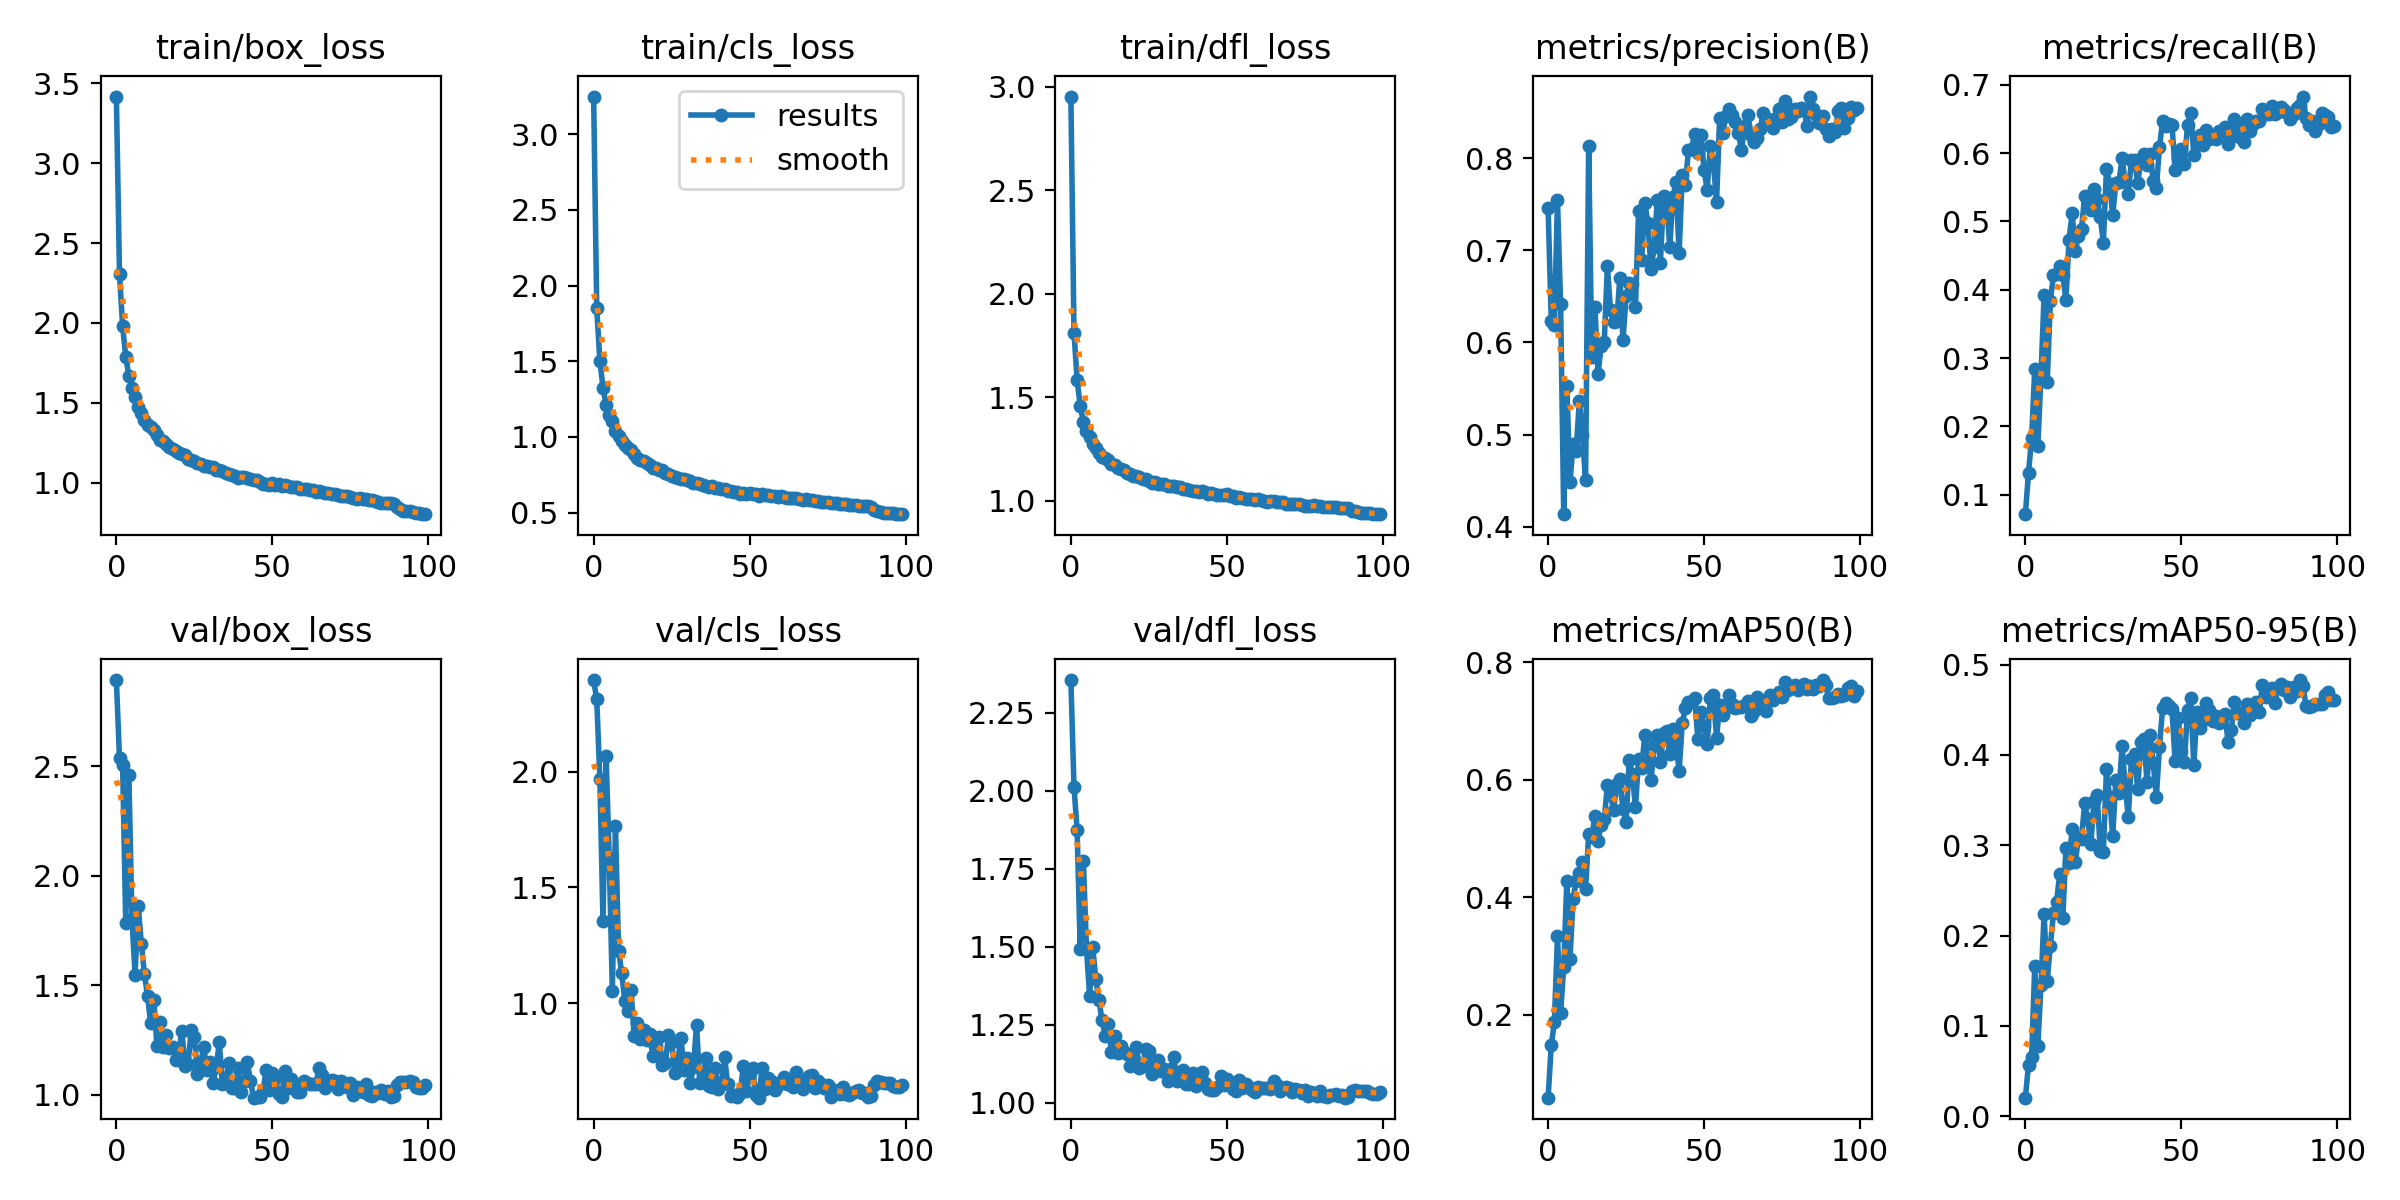 train/box_loss
3.5
3.0
2.5
2.0
1.5
1.0
0 50 100
train/cls_loss
results
smooth
3.0
2.5
2.0
1.5
1.0
0.5
0 50 100
train/dfl_loss
3.0
2.5
2.0
1.5
1.0
0 50 100
metrics/precision(B)
0.8
0.7
0.6
0.5
0.4
0 50 100
metrics/recall(B)
0.7
0.6
0.5
0.4
0.3
0.2
0.1
0 50 100
val/box_loss
2.5
2.0
1.5
1.0
0 50 100
val/cls_loss
2.0
1.5
1.0
0 50 100
val/dfl_loss
2.25
2.00
1.75
1.50
1.25
1.00
0 50 100
metrics/mAP50(B)
0.8
0.6
0.4
0.2
0 50 100
metrics/mAP50-95(B)
0.5
0.4
0.3
0.2
0.1
0.0
0 50 100